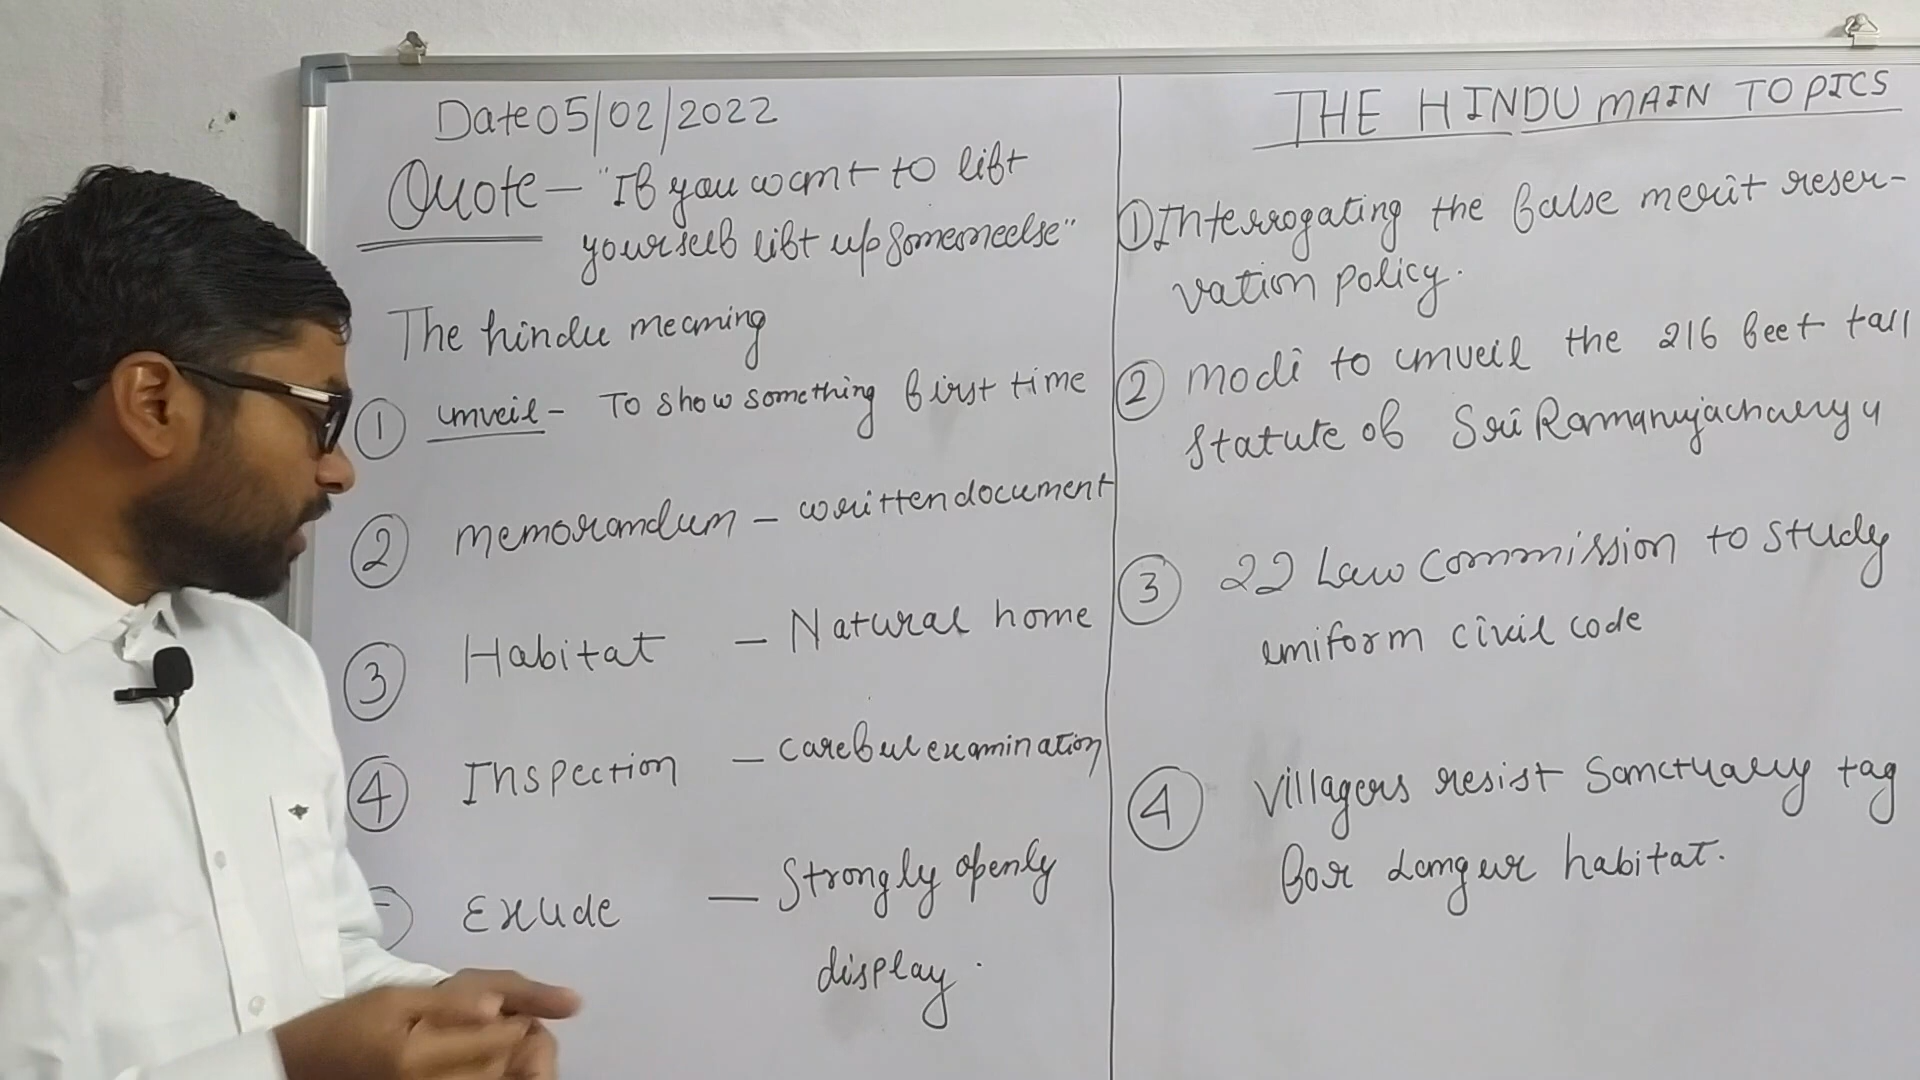 Date 05/02/2022
Quote - "If you want to lift
yourself lift up someoneelse"
The hindu meaning
① unveil - To show something first time
② memorandum - written document
③ Habitat - Natural home
④ Inspection - careful examination
Exude - Strongly openly
display.
THE HINDU MAIN TOPICS
① Interrogating the false merit reser-
vation policy.
② modi to unveil the 216 feet tall
statute of Sri Ramanujacharya
③ 22 Law Commission to study
uniform civil code
④ Villagers resist Sanctuary tag
for Langur habitat.